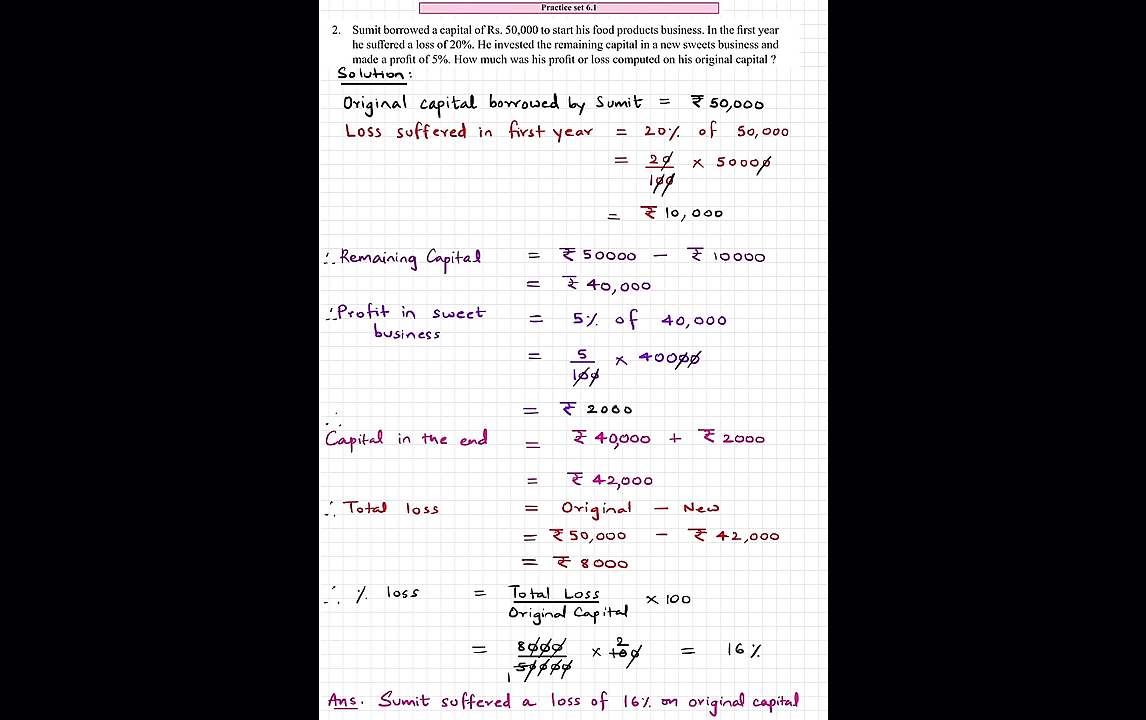 Practice set 6.1
2. Sumit borrowed a capital of Rs. 50,000 to start his food products business. In the first year
he suffered a loss of 20%. He invested the remaining capital in a new sweets business and
made a profit of 5%. How much was his profit or loss computed on his original capital ?
Solution:
Original capital borrowed by Sumit = ₹ 50,000
Loss suffered in first year = 20% of 50,000
= 20/100 × 50000
= ₹ 10,000
∴ Remaining Capital = ₹ 50000 - ₹ 10000
= ₹ 40,000
∴ Profit in sweet business = 5% of 40,000
= 5/100 × 40000
= ₹ 2000
∴ Capital in the end = ₹ 40,000 + ₹ 2000
= ₹ 42,000
∴ Total loss = Original - New
= ₹ 50,000 - ₹ 42,000
= ₹ 8000
∴ % loss = Total Loss/Original Capital × 100
= 8000/50000 × 100 2 1 = 16%
Ans. Sumit suffered a loss of 16% on original capital